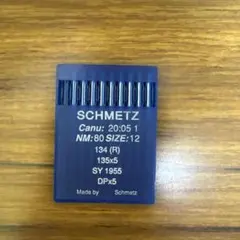 SCHMETZ
Canu: 20:05 1
NM: 80 SIZE: 12
134 (R)
135x5
SY 1955
DPx5
Made by Schmetz